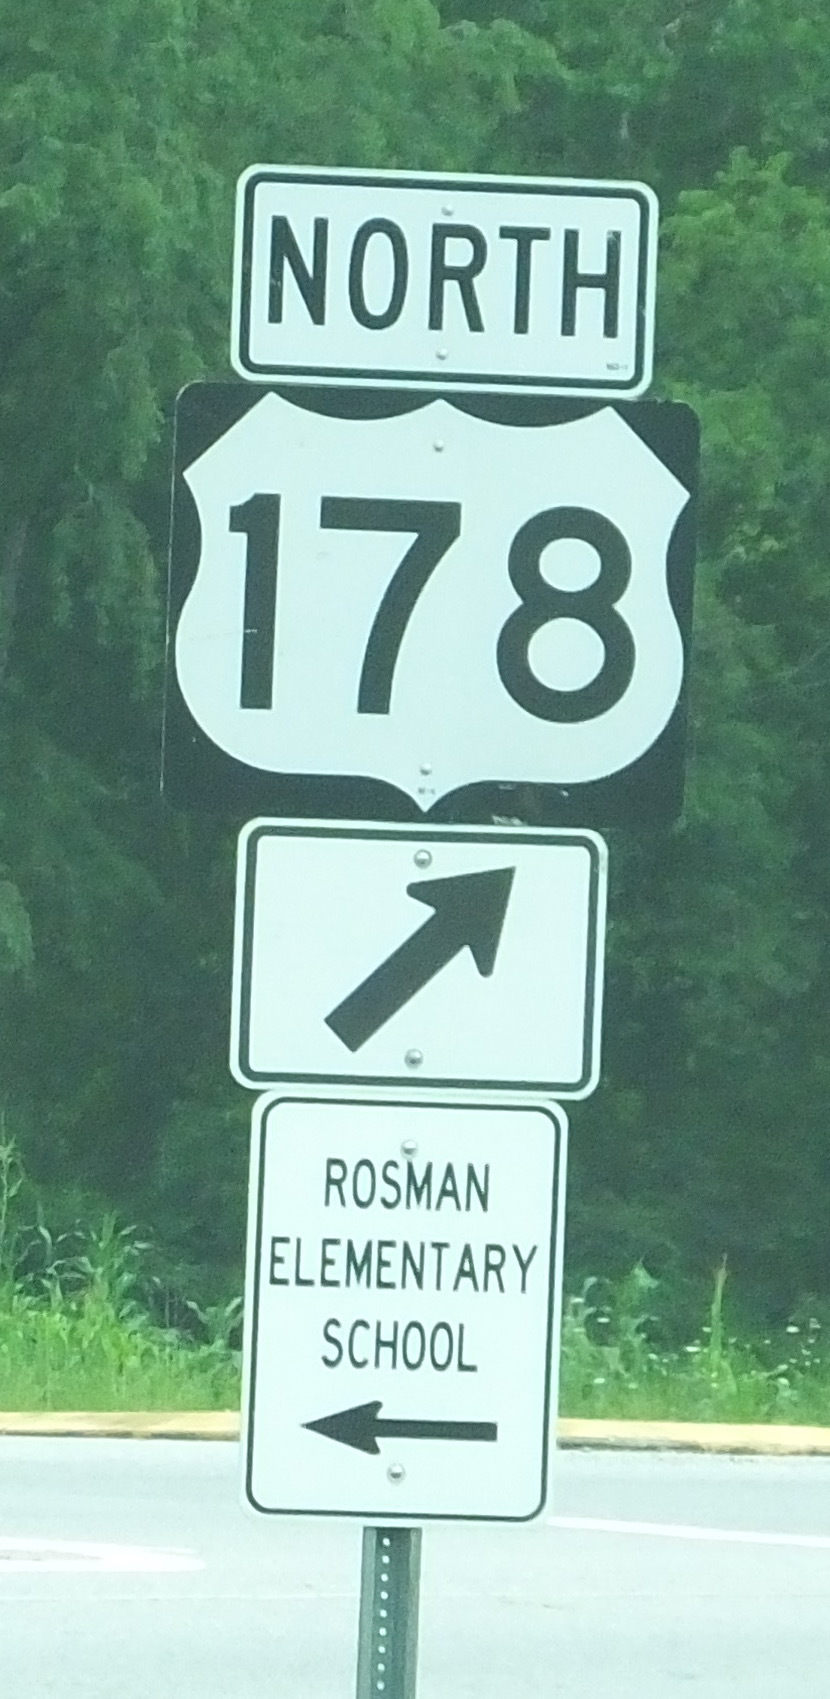 NORTH
178
ROSMAN
ELEMENTARY
SCHOOL